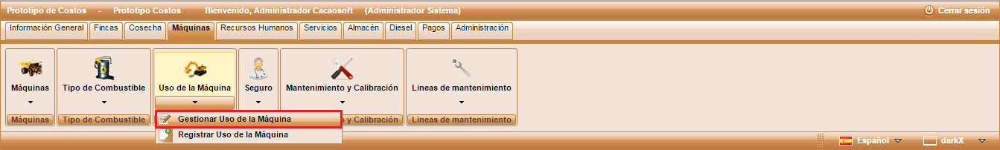 Prototipo de Costos - Prototipo Costos Bienvenido, Administrador Cacaosoft (Administrador Sistema) Cerrar sesión
Información General Fincas Cosecha Máquinas Recursos Humanos Servicios Almacén Diesel Pagos Administración
Máquinas Tipo de Combustible Uso de la Máquina Seguro Mantenimiento y Calibración Lineas de mantenimiento
Máquinas Tipo de Combustible Gestionar Uso de la Máquina o y Calibración Lineas de mantenimiento
Registrar Uso de la Máquina
Español darkX